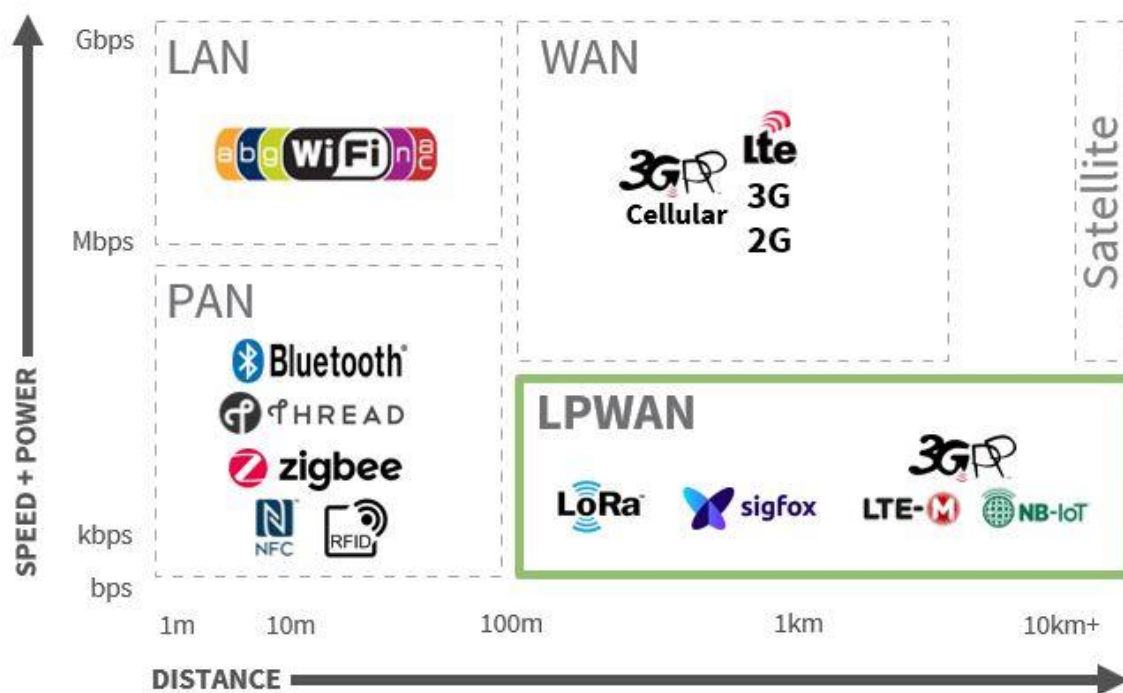 Gbps
LAN
WAN
Satellite
a b g WiFi n ac
3GPP
Cellular
lte
3G
2G
Mbps
PAN
Bluetooth®
THREAD
zigbee
N
NFC
RFID
SPEED + POWER
LPWAN
LoRa™
sigfox
3GPP
LTE-M
NB-IoT
kbps
bps
1m 10m 100m 1km 10km+
DISTANCE